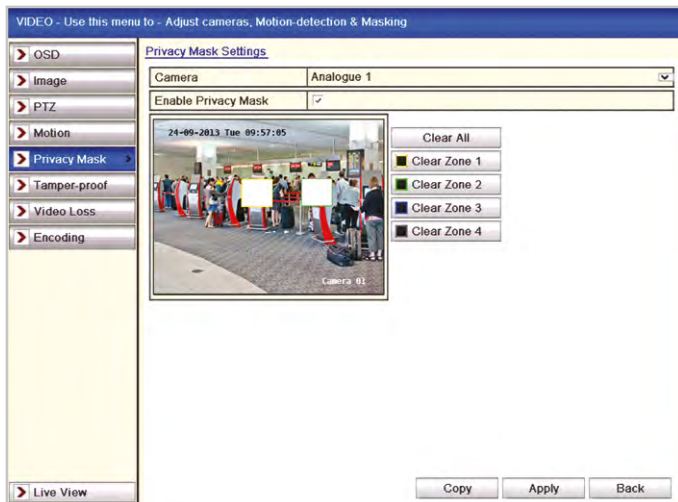 VIDEO - Use this menu to - Adjust cameras, Motion-detection & Masking
OSD
Image
PTZ
Motion
Privacy Mask
Tamper-proof
Video Loss
Encoding
Live View
Privacy Mask Settings
Camera
Analogue 1
Enable Privacy Mask
24-09-2013 Tue 09:57:05
Camera 01
Clear All
Clear Zone 1
Clear Zone 2
Clear Zone 3
Clear Zone 4
Copy
Apply
Back